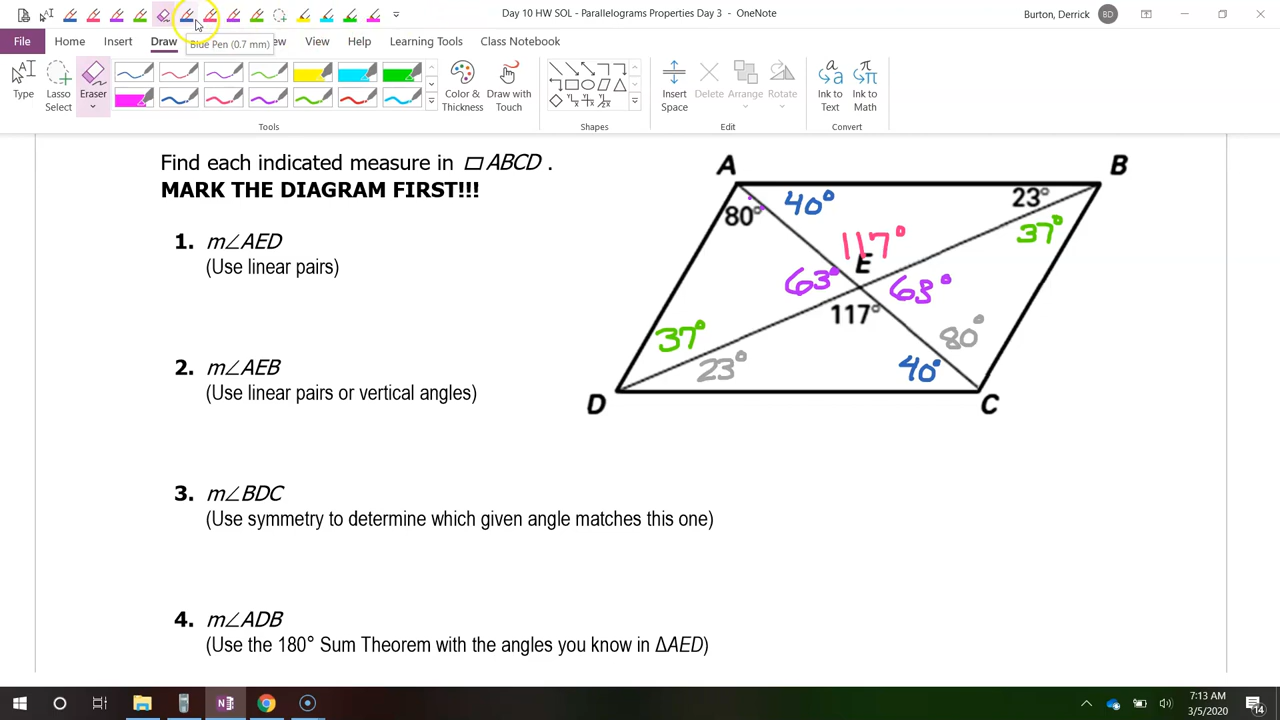 Day 10 HW SOL - Parallelograms Properties Day 3 - OneNote
Burton, Derrick
BD
File
Home
Insert
Draw
View
Help
Learning Tools
Class Notebook
Blue Pen (0.7 mm)
Type
Lasso Select
Eraser
Color & Thickness
Draw with Touch
Insert Space
Delete
Arrange
Rotate
Ink to Text
Ink to Math
Tools
Shapes
Edit
Convert
Find each indicated measure in ▱ABCD .
MARK THE DIAGRAM FIRST!!!
1. m∠AED
(Use linear pairs)
2. m∠AEB
(Use linear pairs or vertical angles)
3. m∠BDC
(Use symmetry to determine which given angle matches this one)
4. m∠ADB
(Use the 180° Sum Theorem with the angles you know in ΔAED)
A
B
80°
40°
23°
37°
117°
E
63°
63°
117°
37°
23°
80°
40°
D
C
7:13 AM
3/5/2020
14